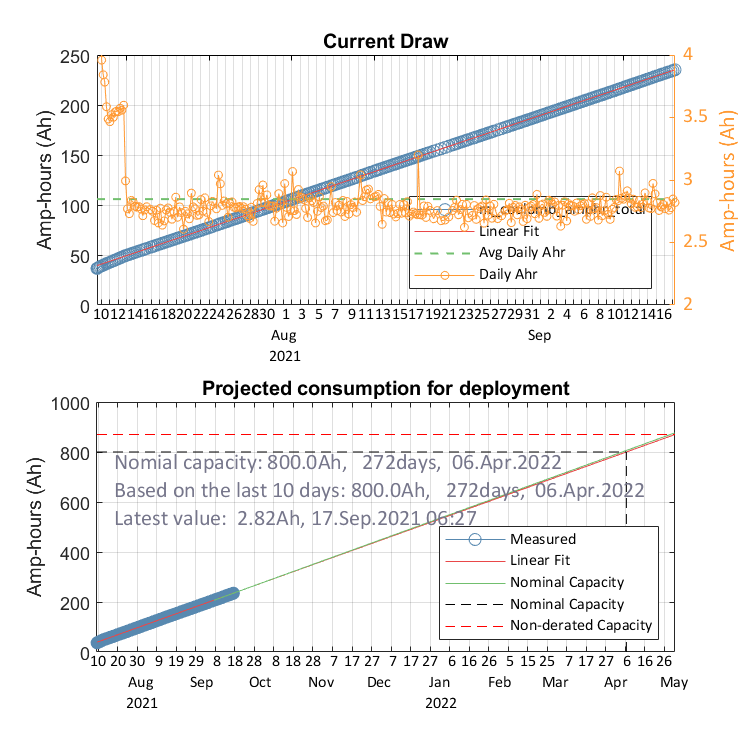 Current Draw
250
200
150
100
50
0
Amp-hours (Ah)
4
3.5
3
2.5
2
Amp-hours (Ah)
nt_coulomb_amphr_total
Linear Fit
Avg Daily Ahr
Daily Ahr
10 12 14 16 18 20 22 24 26 28 30 1 3 5 7 9 11 13 15 17 19 21 23 25 27 29 31 2 4 6 8 10 12 14 16
Aug Sep
2021
Projected consumption for deployment
1000
800
600
400
200
0
Amp-hours (Ah)
Nomial capacity: 800.0Ah, 272days, 06.Apr.2022
Based on the last 10 days: 800.0Ah, 272days, 06.Apr.2022
Latest value: 2.82Ah, 17.Sep.2021 06:27
Measured
Linear Fit
Nominal Capacity
Nominal Capacity
Non-derated Capacity
10 20 30 9 19 29 8 18 28 8 18 28 7 17 27 7 17 27 6 16 26 5 15 25 7 17 27 6 16 26
Aug Sep Oct Nov Dec Jan Feb Mar Apr May
2021 2022